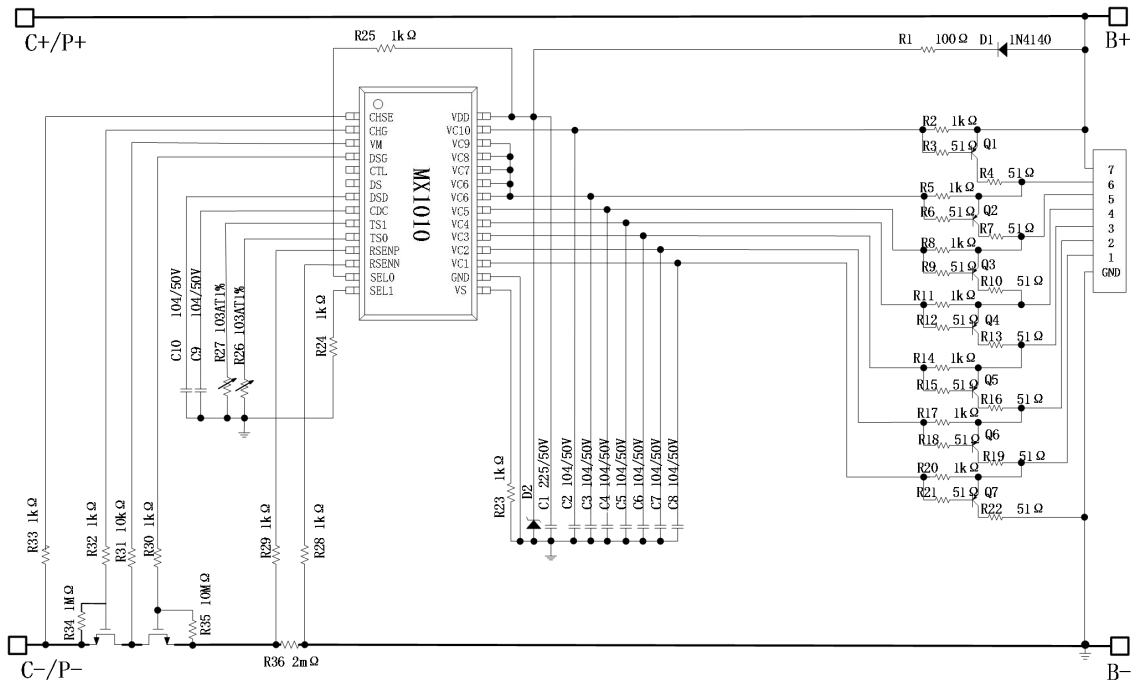 C+/P+
B+
R25 1kΩ
R1 100Ω D1 1N4140
MX1010
CHSE
CHG
VM
DSG
CTL
DS
DSD
CDC
TS1
TS0
RSENP
RSENN
SEL0
SEL1
VDD
VC10
VC9
VC8
VC7
VC6
VC6
VC5
VC4
VC3
VC2
VC1
GND
VS
R2 1kΩ
R3 51Ω Q1
R4 51Ω
R5 1kΩ
R6 51Ω Q2
R7 51Ω
R8 1kΩ
R9 51Ω Q3
R10 51Ω
R11 1kΩ
R12 51Ω Q4
R13 51Ω
R14 1kΩ
R15 51Ω Q5
R16 51Ω
R17 1kΩ
R18 51Ω Q6
R19 51Ω
R20 1kΩ
R21 51Ω Q7
R22 51Ω
7
6
5
4
3
2
1
GND
C10 104/50V
C9 104/50V
R27 103AT1%
R26 103AT1%
R24 1kΩ
R23 1kΩ
D2
C1 225/50V
C2 104/50V
C3 104/50V
C4 104/50V
C5 104/50V
C6 104/50V
C7 104/50V
C8 104/50V
R33 1kΩ
R32 1kΩ
R31 10kΩ
R30 1kΩ
R29 1kΩ
R28 1kΩ
R34 1MΩ
R35 10MΩ
R36 2mΩ
C-/P-
B-